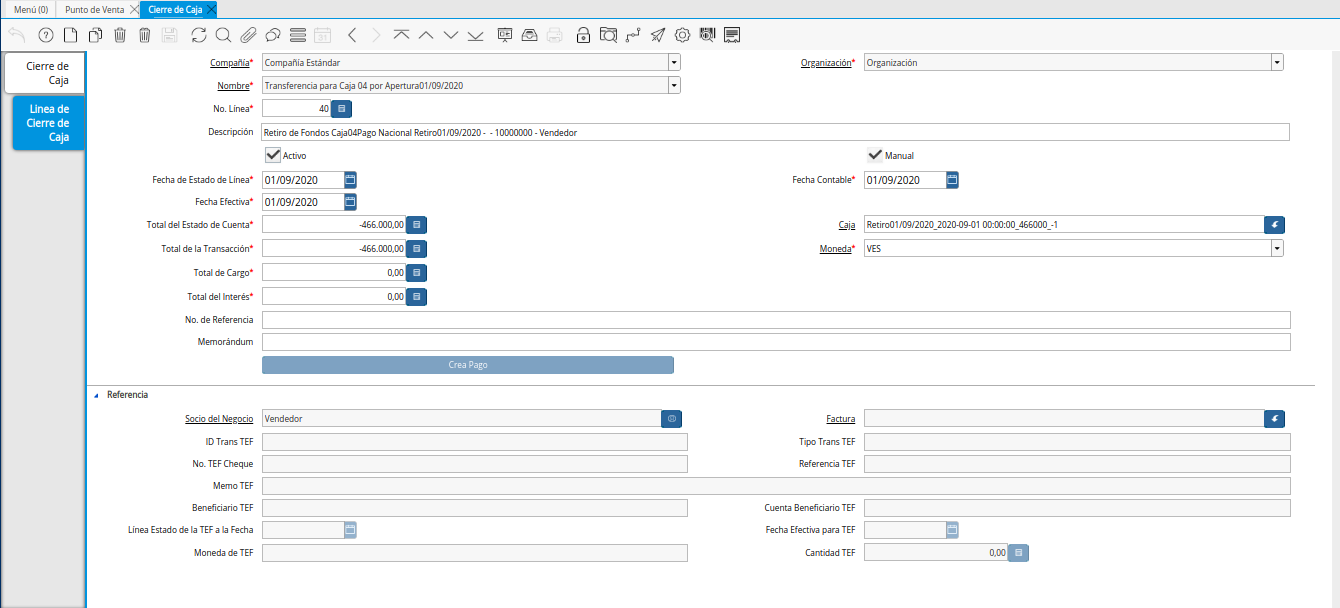 Menú (0) Punto de Venta Cierre de Caja
Cierre de
Caja
Linea de
Cierre de
Caja
Compañía* Compañía Estándar Organización* Organización
Nombre* Transferencia para Caja 04 por Apertura01/09/2020
No. Línea* 40
Descripción Retiro de Fondos Caja04Pago Nacional Retiro01/09/2020 - - 10000000 - Vendedor
Activo Manual
Fecha de Estado de Línea* 01/09/2020 Fecha Contable* 01/09/2020
Fecha Efectiva* 01/09/2020
Total del Estado de Cuenta* -466.000,00 Caja Retiro01/09/2020_2020-09-01 00:00:00_466000_-1
Total de la Transacción* -466.000,00 Moneda* VES
Total de Cargo* 0,00
Total del Interés* 0,00
No. de Referencia
Memorándum
Crea Pago
Referencia
Socio del Negocio Vendedor Factura
ID Trans TEF Tipo Trans TEF
No. TEF Cheque Referencia TEF
Memo TEF
Beneficiario TEF Cuenta Beneficiario TEF
Línea Estado de la TEF a la Fecha Fecha Efectiva para TEF
Moneda de TEF Cantidad TEF 0,00